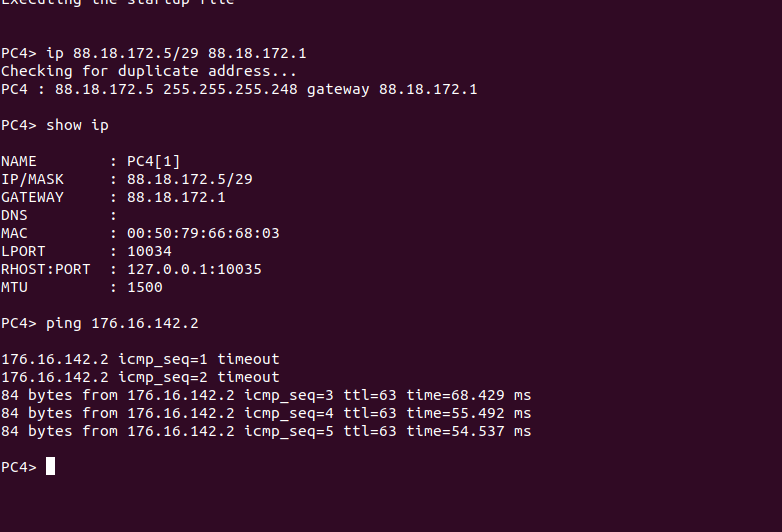 Executing the startup file
PC4> ip 88.18.172.5/29 88.18.172.1
Checking for duplicate address...
PC4 : 88.18.172.5 255.255.255.248 gateway 88.18.172.1
PC4> show ip
NAME        : PC4[1]
IP/MASK     : 88.18.172.5/29
GATEWAY     : 88.18.172.1
DNS         :
MAC         : 00:50:79:66:68:03
LPORT       : 10034
RHOST:PORT  : 127.0.0.1:10035
MTU         : 1500
PC4> ping 176.16.142.2
176.16.142.2 icmp_seq=1 timeout
176.16.142.2 icmp_seq=2 timeout
84 bytes from 176.16.142.2 icmp_seq=3 ttl=63 time=68.429 ms
84 bytes from 176.16.142.2 icmp_seq=4 ttl=63 time=55.492 ms
84 bytes from 176.16.142.2 icmp_seq=5 ttl=63 time=54.537 ms
PC4>